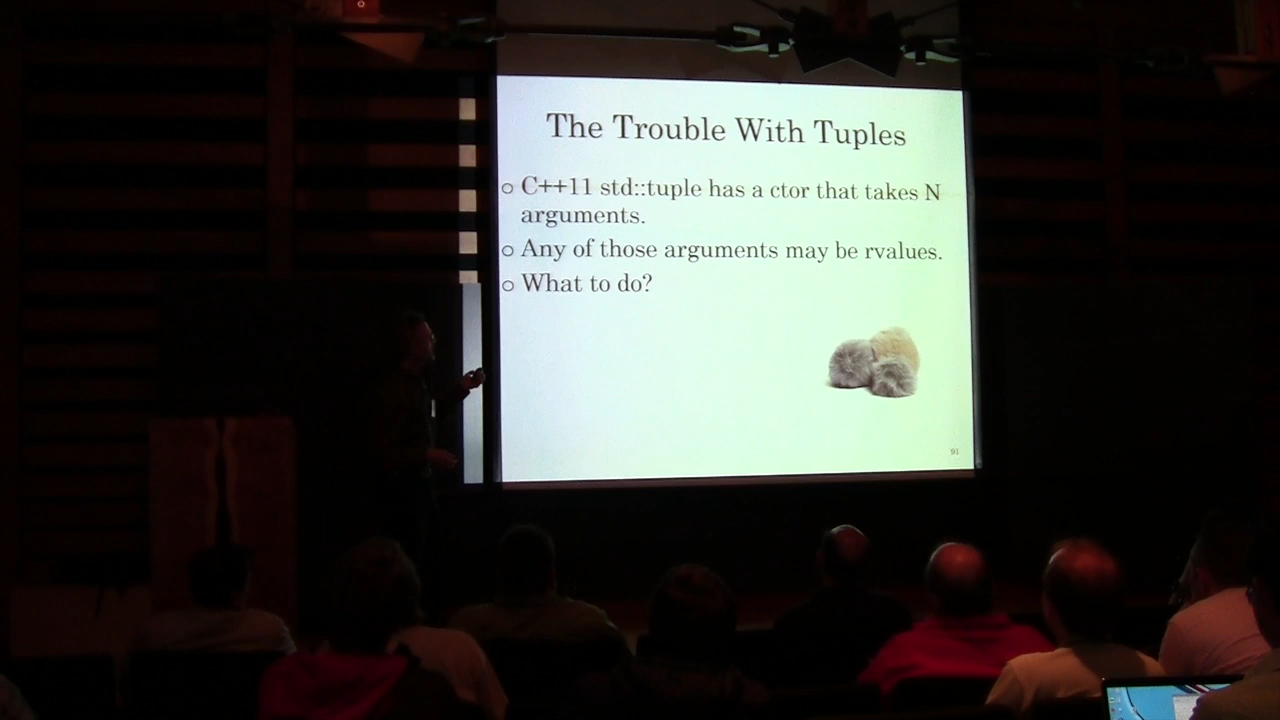 The Trouble With Tuples
○ C++11 std::tuple has a ctor that takes N
arguments.
○ Any of those arguments may be rvalues.
○ What to do?
91